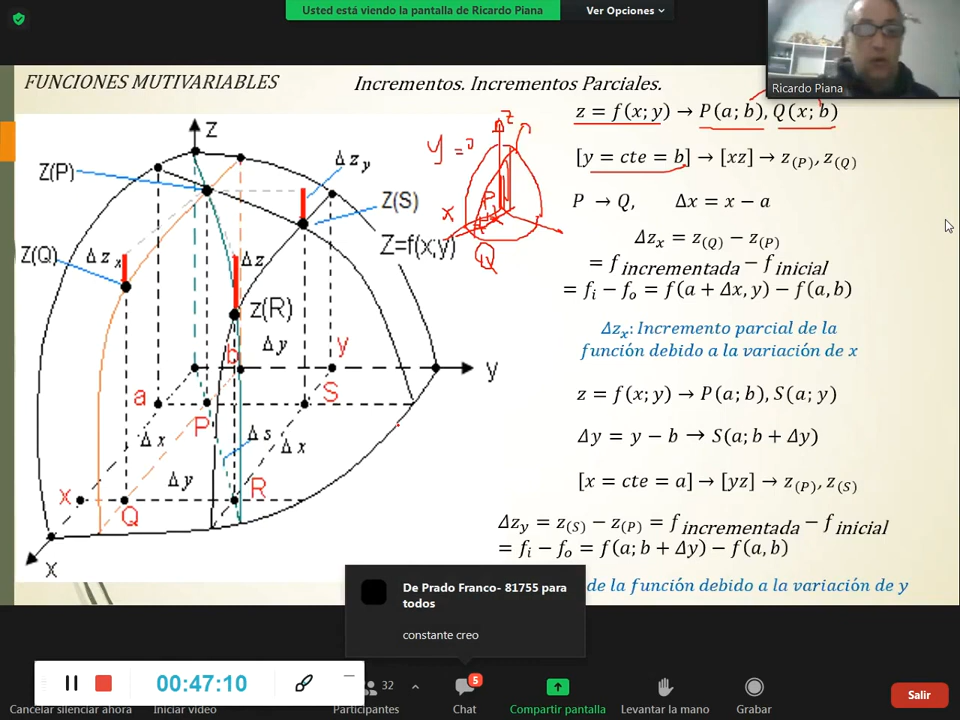 Usted está viendo la pantalla de Ricardo Piana
Ver Opciones
Ricardo Piana
FUNCIONES MUTIVARIABLES
Incrementos. Incrementos Parciales.
z = f(x; y) → P(a; b), Q(x; b)
[y = cte = b] → [xz] → z(P), z(Q)
P → Q, Δx = x − a
Δzₓ = z(Q) − z(P)
= f incrementada − f inicial
= fi − fo = f(a + Δx, y) − f(a, b)
Δzₓ: Incremento parcial de la
función debido a la variación de x
z = f(x; y) → P(a; b), S(a; y)
Δy = y − b → S(a; b + Δy)
[x = cte = a] → [yz] → z(P), z(S)
Δzy = z(S) − z(P) = f incrementada − f inicial
= fi − fo = f(a; b + Δy) − f(a, b)
de la función debido a la variación de y
Z
Δ z y
Z(P)
Z(S)
Z=f(x,y)
Z(Q)
Δ z x
Δ z
z(R)
Δ y
b
y
y
a
P
S
Δ x
Δ s
Δ x
Δ y
x
Q
R
x
z
y = 0
x
P
Q
De Prado Franco- 81755 para
todos
constante creo
00:47:10
32
5
Cancelar silenciar ahora
Iniciar video
Participantes
Chat
Compartir pantalla
Levantar la mano
Grabar
Salir